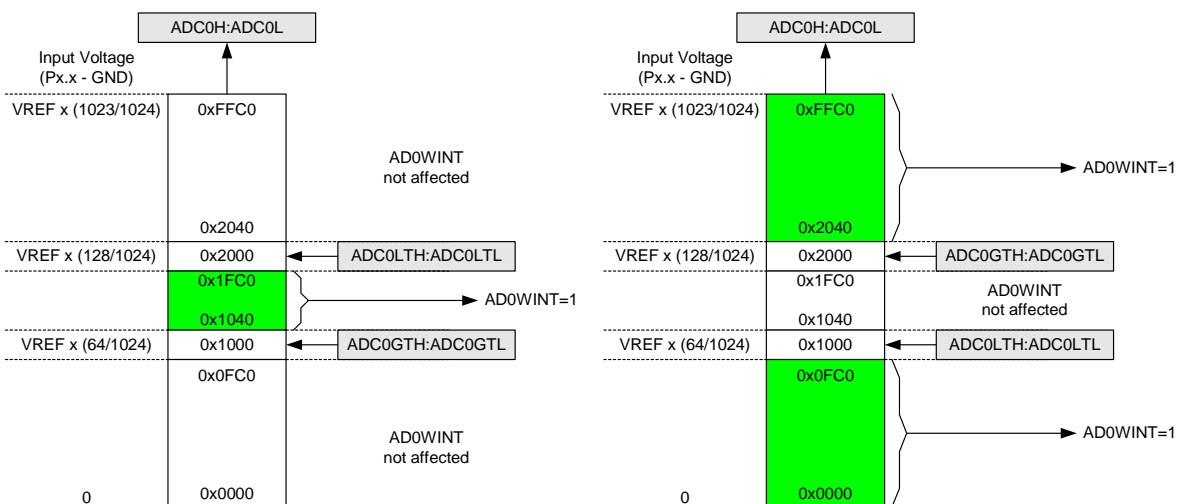 ADC0H:ADC0L
Input Voltage
(Px.x - GND)
VREF x (1023/1024)
0xFFC0
AD0WINT
not affected
0x2040
VREF x (128/1024)
0x2000
ADC0LTH:ADC0LTL
0x1FC0
AD0WINT=1
0x1040
VREF x (64/1024)
0x1000
ADC0GTH:ADC0GTL
0x0FC0
AD0WINT
not affected
0
0x0000
ADC0H:ADC0L
Input Voltage
(Px.x - GND)
VREF x (1023/1024)
0xFFC0
AD0WINT=1
0x2040
VREF x (128/1024)
0x2000
ADC0GTH:ADC0GTL
0x1FC0
AD0WINT
not affected
0x1040
VREF x (64/1024)
0x1000
ADC0LTH:ADC0LTL
0x0FC0
AD0WINT=1
0
0x0000